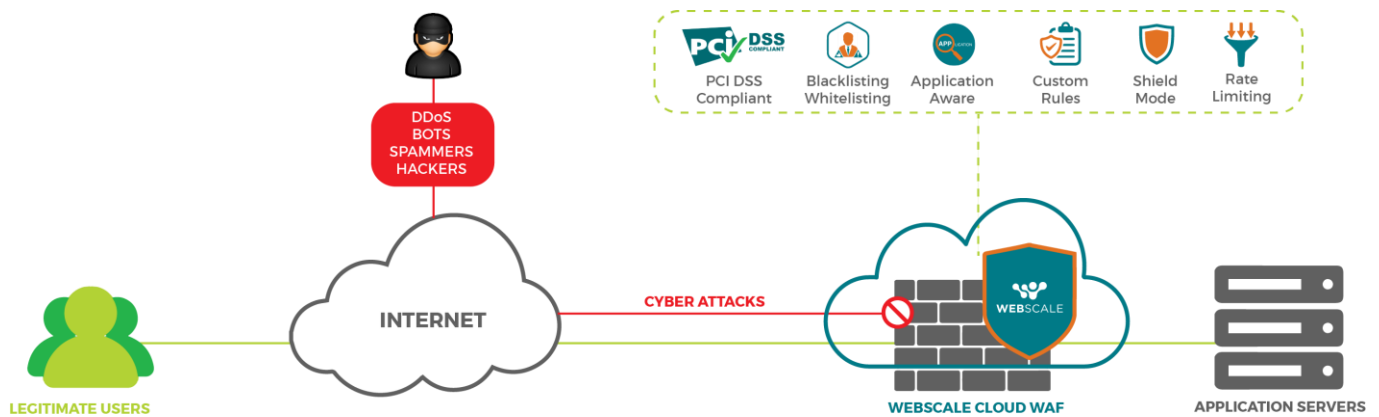 PCI DSS
COMPLIANT
APPLICATION
PCI DSS
Compliant
Blacklisting
Whitelisting
Application
Aware
Custom
Rules
Shield
Mode
Rate
Limiting
DDoS
BOTS
SPAMMERS
HACKERS
INTERNET
CYBER ATTACKS
WEBSCALE
LEGITIMATE USERS
WEBSCALE CLOUD WAF
APPLICATION SERVERS